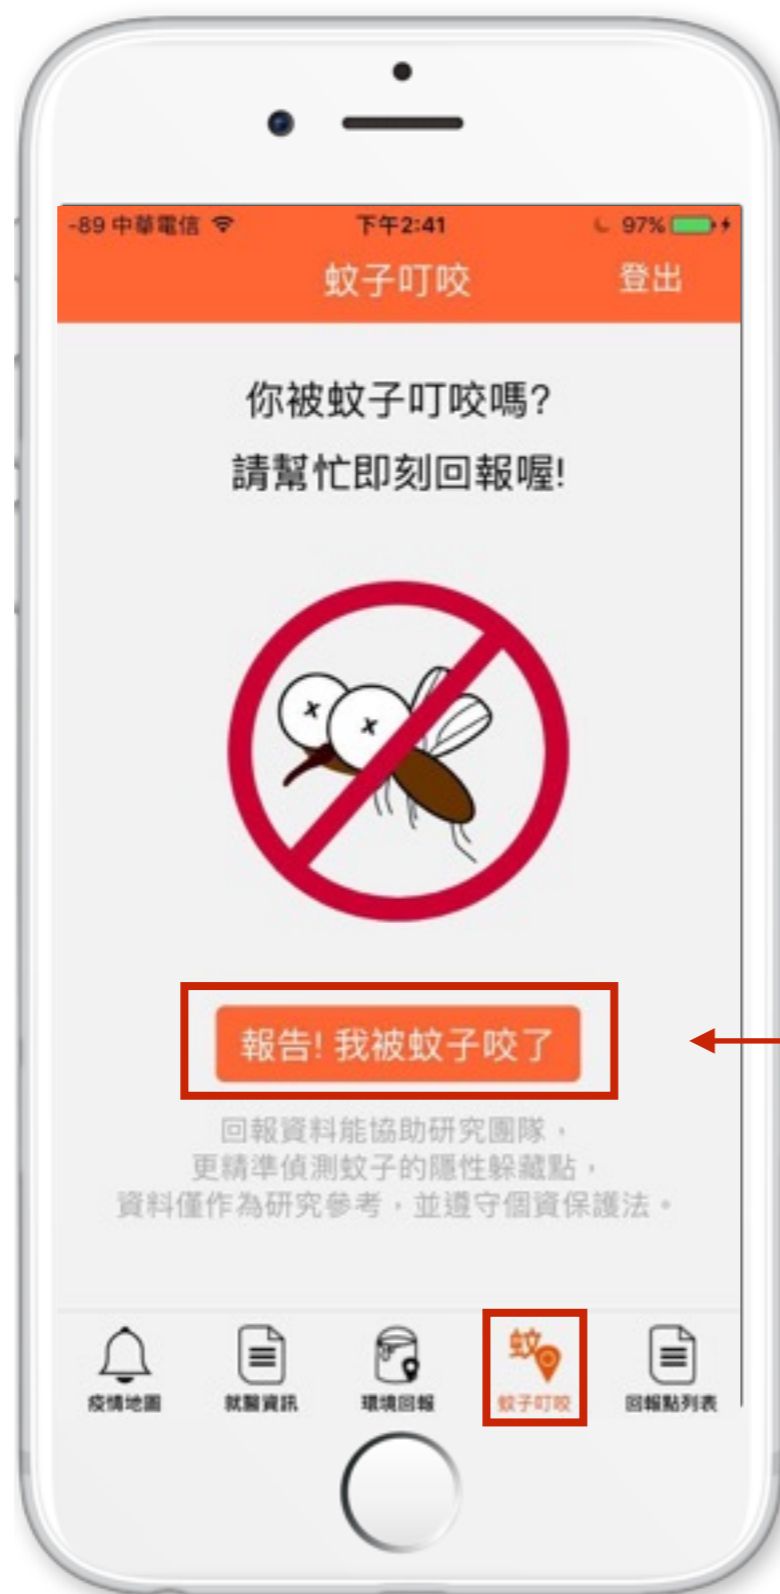 -89 中華電信
下午2:41
97%
蚊子叮咬
登出
你被蚊子叮咬嗎?
請幫忙即刻回報喔!
x
x
報告! 我被蚊子咬了
回報資料能協助研究團隊，
更精準偵測蚊子的隱性躲藏點，
資料僅作為研究參考，並遵守個資保護法。
蚊
疫情地圖
就醫資訊
環境回報
蚊子叮咬
回報點列表